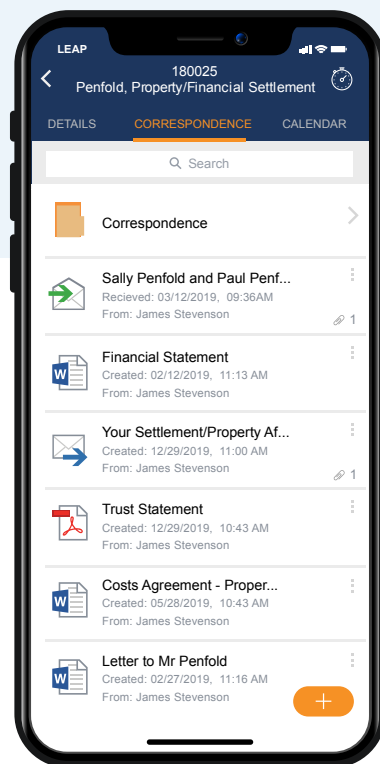 LEAP
180025
Penfold, Property/Financial Settlement
DETAILS CORRESPONDENCE CALENDAR
Search
Correspondence
Sally Penfold and Paul Penf...
Recieved: 03/12/2019, 09:36AM
From: James Stevenson
1
W
Financial Statement
Created: 02/12/2019, 11:13 AM
From: James Stevenson
Your Settlement/Property Af...
Created: 12/29/2019, 11:00 AM
From: James Stevenson
1
Trust Statement
Created: 12/29/2019, 10:43 AM
From: James Stevenson
W
Costs Agreement - Proper...
Created: 05/28/2019, 10:43 AM
From: James Stevenson
W
Letter to Mr Penfold
Created: 02/27/2019, 11:16 AM
From: James Stevenson